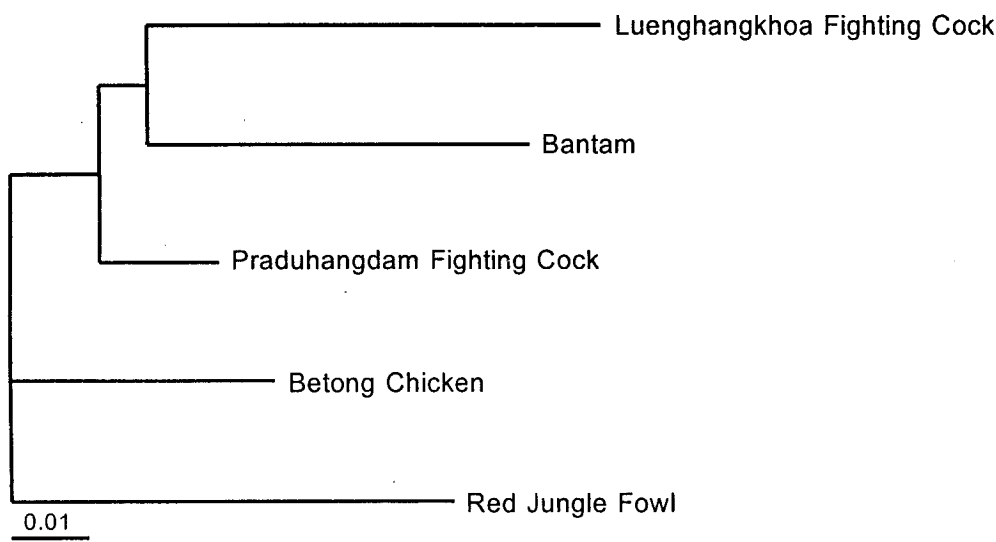 Luenghangkhoa Fighting Cock
Bantam
Praduhangdam Fighting Cock
Betong Chicken
Red Jungle Fowl
0.01